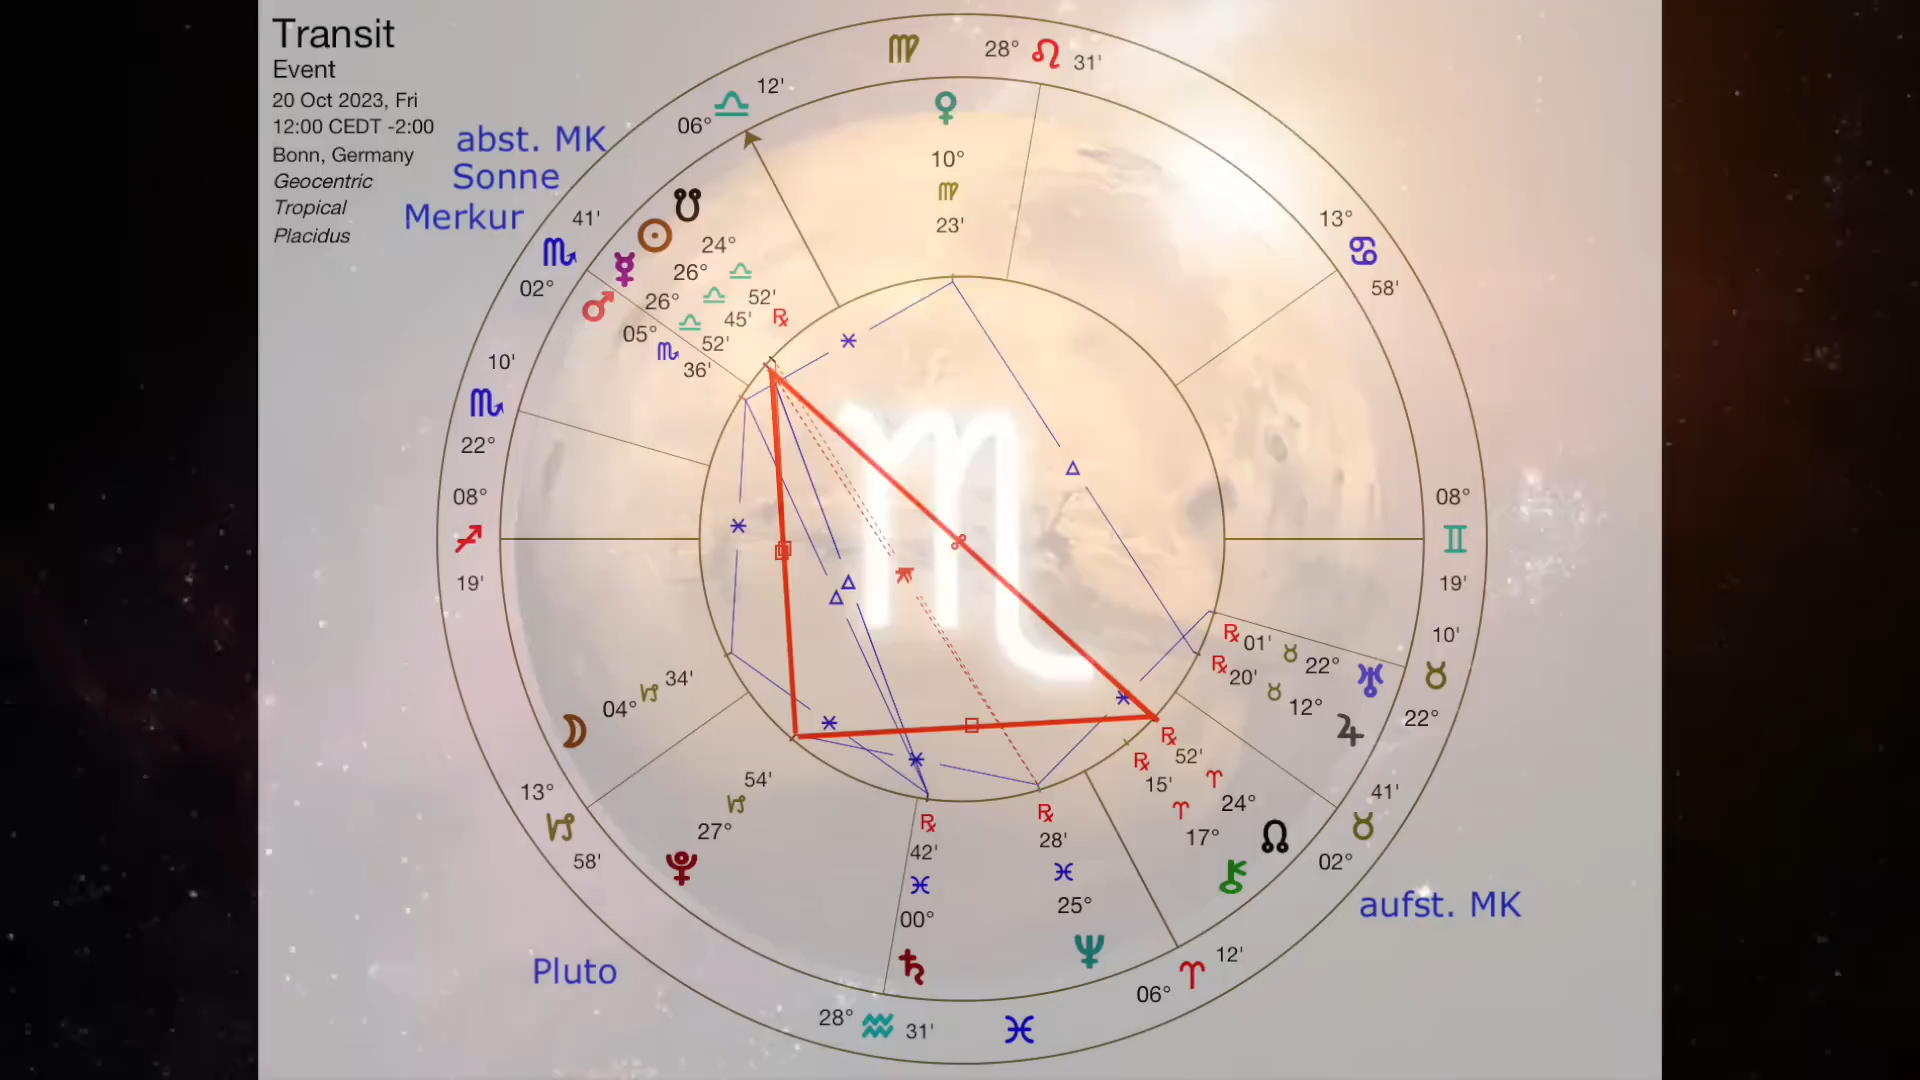 Transit
Event
20 Oct 2023, Fri
12:00 CEDT -2:00
Bonn, Germany
Geocentric
Tropical
Placidus
abst. MK
Sonne
Merkur
06° ♎ 12'
♍
28° ♌ 31'
♀
10°
♍
23'
13°
♋
58'
41'
♏
02°
☋
24° ♎ 52' ℞
☉
26° ♎ 45'
☿
26° ♎ 52'
♂
05° ♏ 36'
10'
♏
22°
08°
♐
19'
08°
♊
19'
℞ 01' ♉ 22° ♅
℞ 20' ♉ 12° ♃
10'
♉
22°
☽ 04° ♑ 34'
13°
♑
58'
54'
♑
27°
♇
℞
42'
♓
00°
♄
℞
28'
♓
25°
♆
℞ 52' ♈ 24° ☊
℞ 15' ♈ 17° ⚷
41'
♉
02°
aufst. MK
Pluto
28° ♒ 31'
♓
06° ♈ 12'
♏